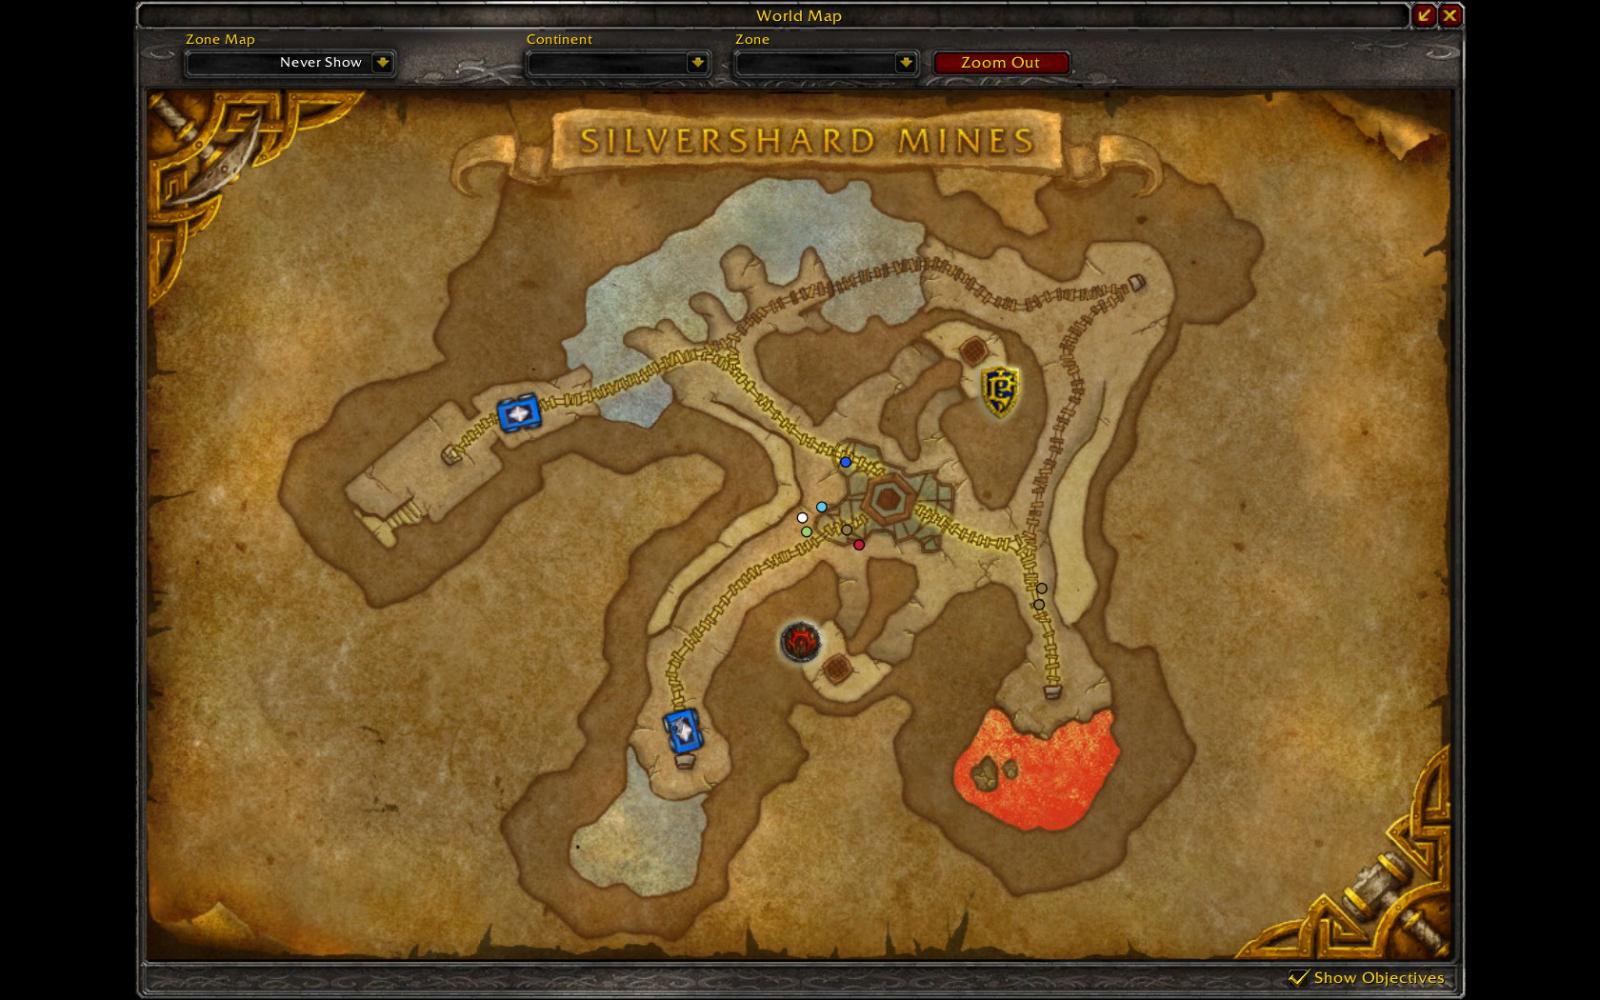 World Map
Zone Map
Continent
Zone
Never Show
Zoom Out
SILVERSHARD MINES
Show Objectives